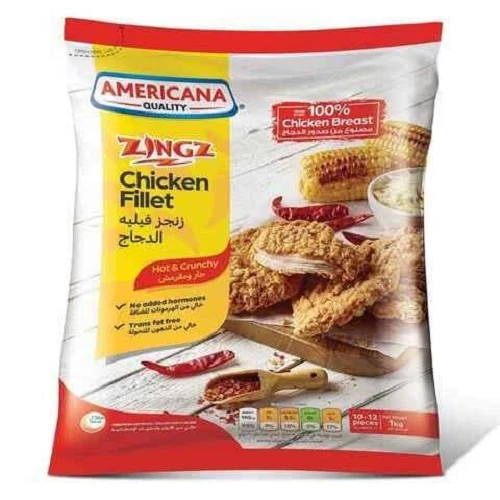 AMERICANA
QUALITY
100%
Chicken Breast
مصنوع من صدور الدجاج
ZINGZ
Chicken
Fillet
زنجز فيليه
الدجاج
Hot & Crunchy
حار ومقرمش
No added hormones
خالي من الهرمونات المضافة
Trans fat free
خالي من الدهون المتحولة
10-12
pieces
1kg